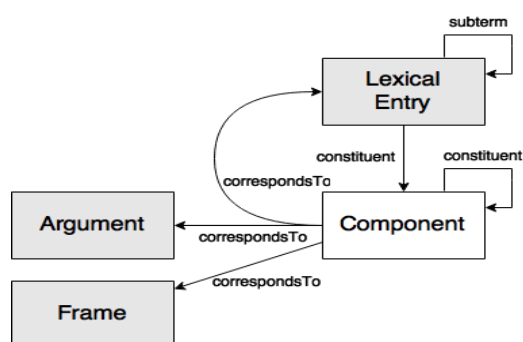 subterm
Lexical
Entry
constituent
constituent
correspondsTo
Argument
Component
correspondsTo
correspondsTo
Frame